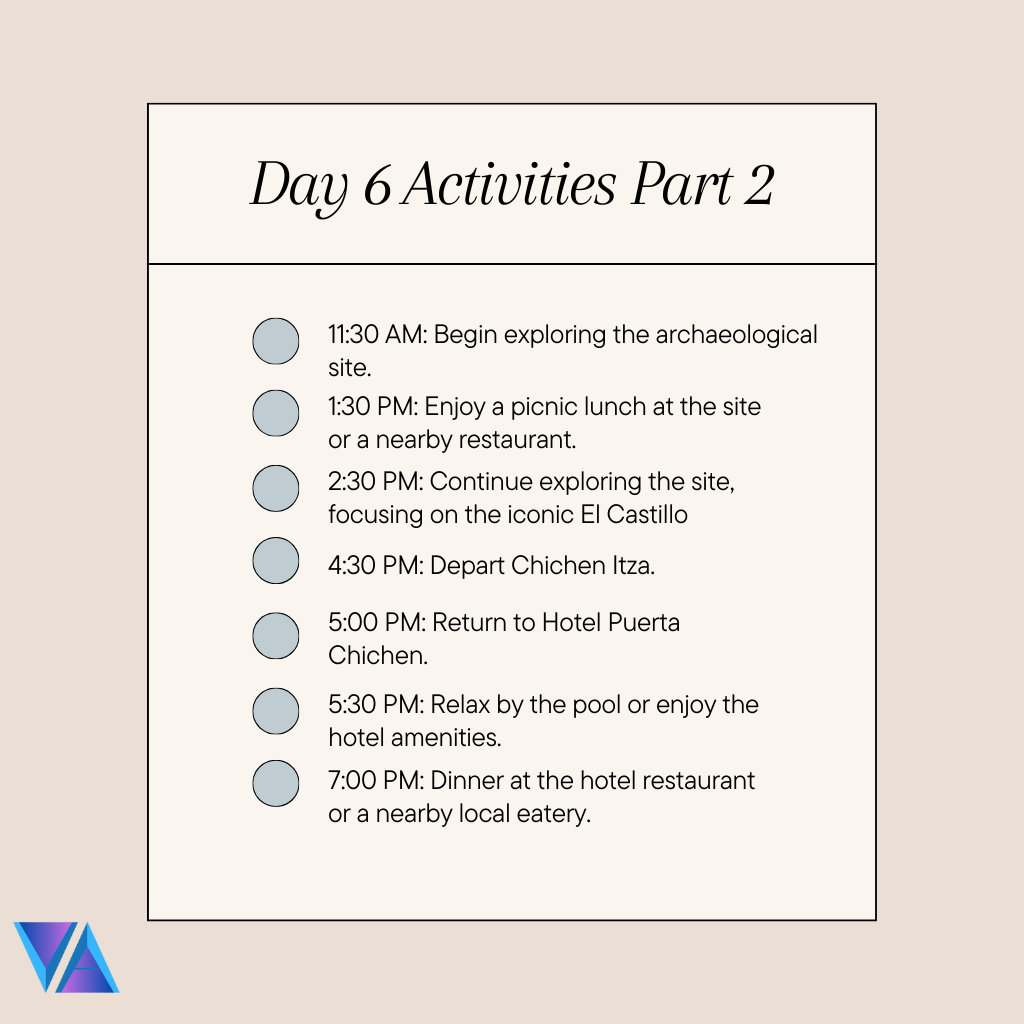 Day 6 Activities Part 2
11:30 AM: Begin exploring the archaeological
site.
1:30 PM: Enjoy a picnic lunch at the site
or a nearby restaurant.
2:30 PM: Continue exploring the site,
focusing on the iconic El Castillo
4:30 PM: Depart Chichen Itza.
5:00 PM: Return to Hotel Puerta
Chichen.
5:30 PM: Relax by the pool or enjoy the
hotel amenities.
7:00 PM: Dinner at the hotel restaurant
or a nearby local eatery.
VA